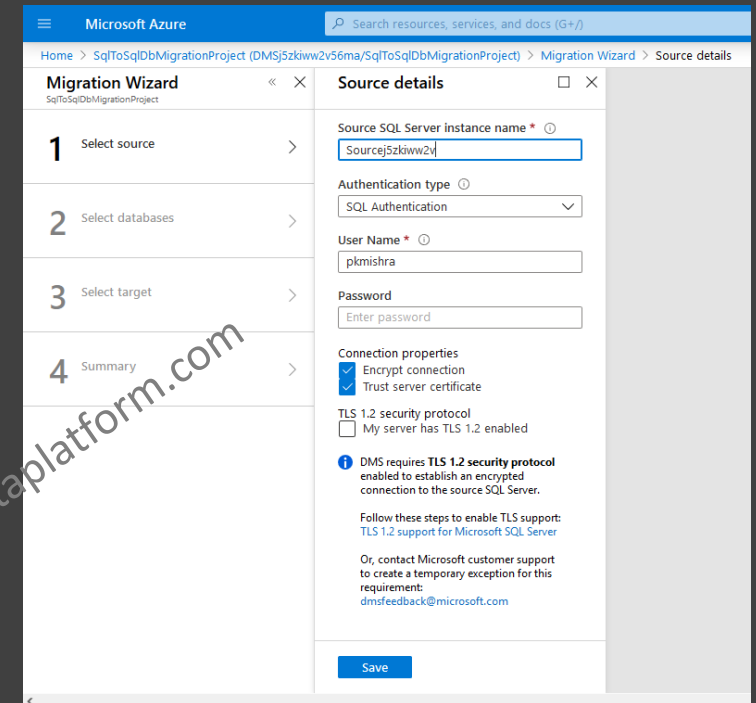 Microsoft Azure
Search resources, services, and docs (G+/)
Home > SqlToSqlDbMigrationProject (DMSj5zkiww2v56ma/SqlToSqlDbMigrationProject) > Migration Wizard > Source details
Migration Wizard
SqlToSqlDbMigrationProject
1 Select source
2 Select databases
3 Select target
4 Summary
Source details
Source SQL Server instance name *
Sourcej5zkiww2v
Authentication type
SQL Authentication
User Name *
pkmishra
Password
Enter password
Connection properties
Encrypt connection
Trust server certificate
TLS 1.2 security protocol
My server has TLS 1.2 enabled
DMS requires TLS 1.2 security protocol
enabled to establish an encrypted
connection to the source SQL Server.
Follow these steps to enable TLS support:
TLS 1.2 support for Microsoft SQL Server
Or, contact Microsoft customer support
to create a temporary exception for this
requirement:
dmsfeedback@microsoft.com
Save
taplatform.com